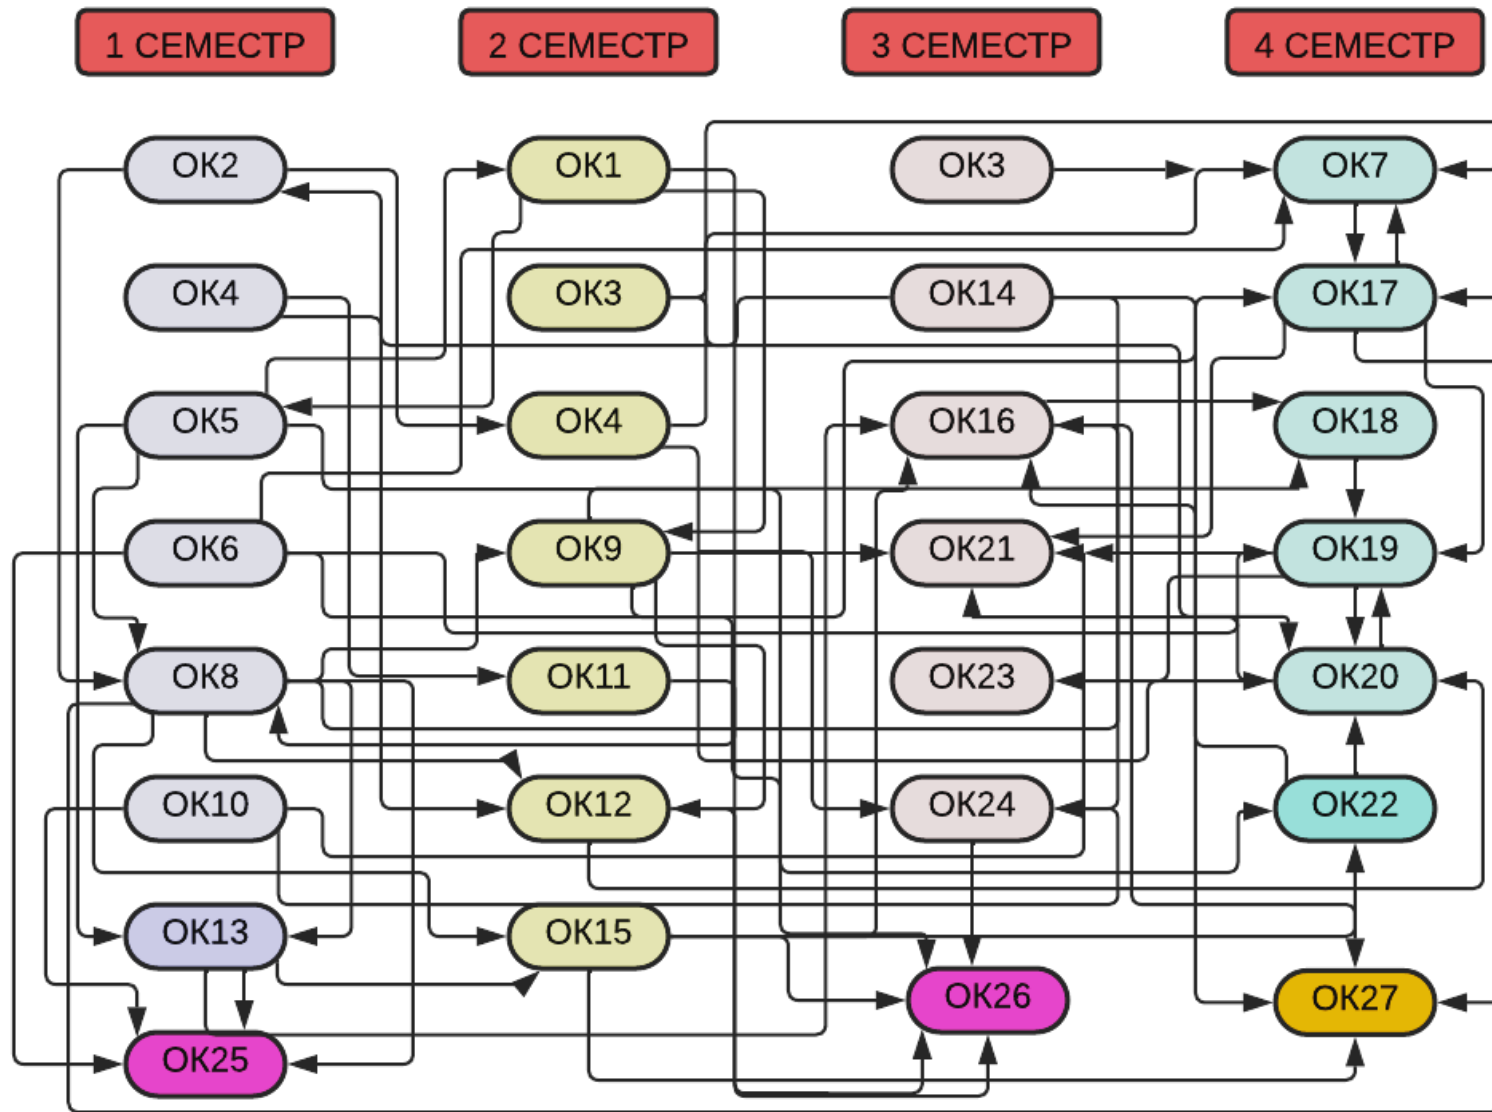 1 СЕМЕСТР 2 СЕМЕСТР 3 СЕМЕСТР 4 СЕМЕСТР
ОК2 ОК1 ОК3 ОК7
ОК4 ОК3 ОК14 ОК17
ОК5 ОК4 ОК16 ОК18
ОК6 ОК9 ОК21 ОК19
ОК8 ОК11 ОК23 ОК20
ОК10 ОК12 ОК24 ОК22
ОК13 ОК15
ОК26 ОК27
ОК25